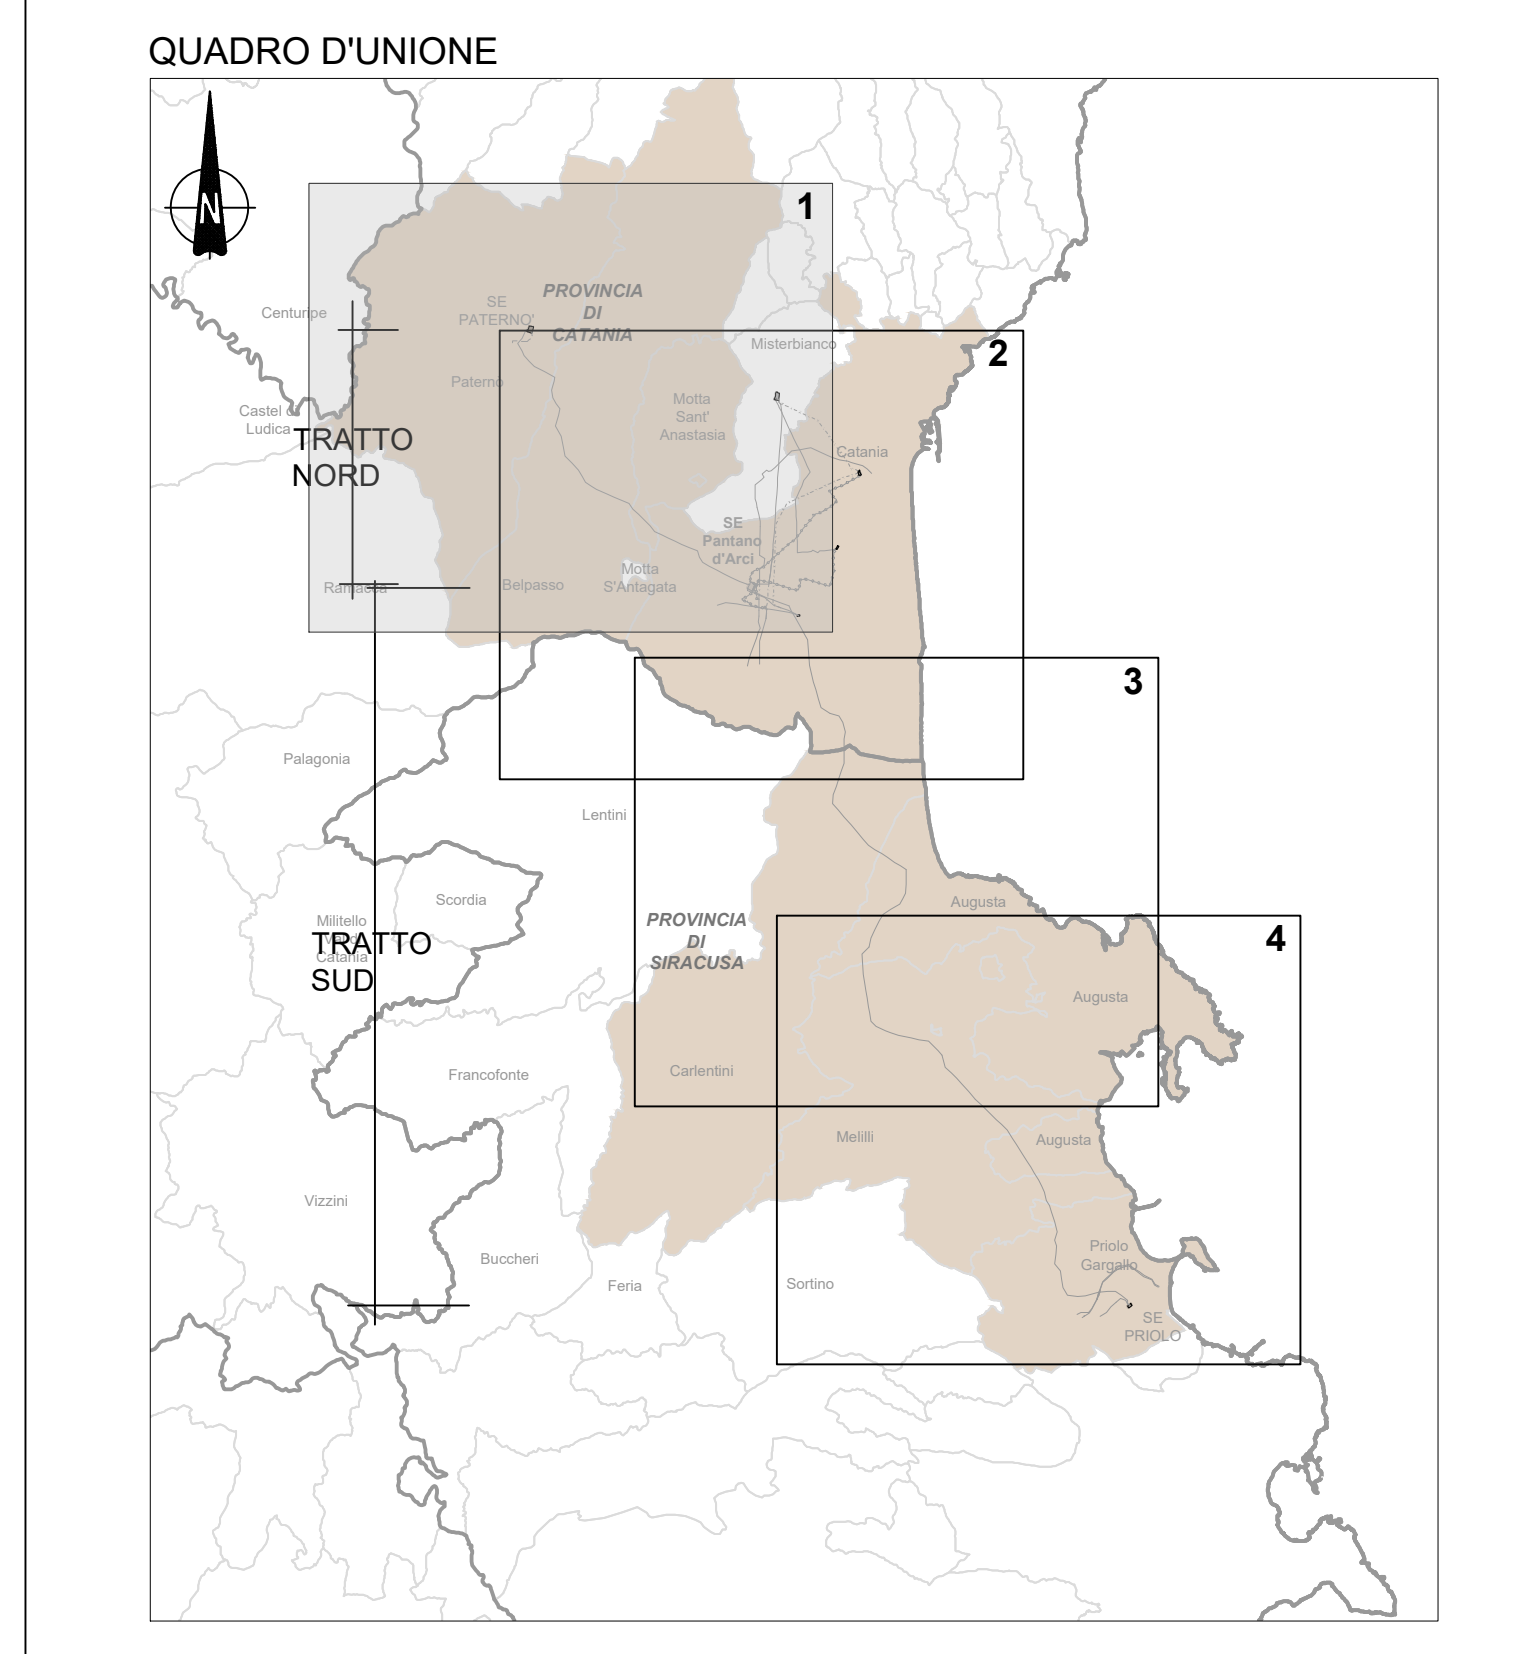 QUADRO D'UNIONE
N
1
Centuripe
SE
PATERNO'
PROVINCIA
DI
CATANIA
Misterbianco
2
Paternò
Castel di
Ludica
Motta
Sant'
Anastasia
TRATTO
NORD
Catania
SE
Pantano
d'Arci
Ramacca
Belpasso
Motta
S'Antagata
3
Palagonia
Lentini
Scordia
Augusta
Militello
Catania
TRATTO
SUD
PROVINCIA
DI
SIRACUSA
4
Augusta
Francofonte
Carlentini
Melilli
Augusta
Vizzini
Buccheri
Feria
Sortino
Priolo
Gargallo
SE
PRIOLO